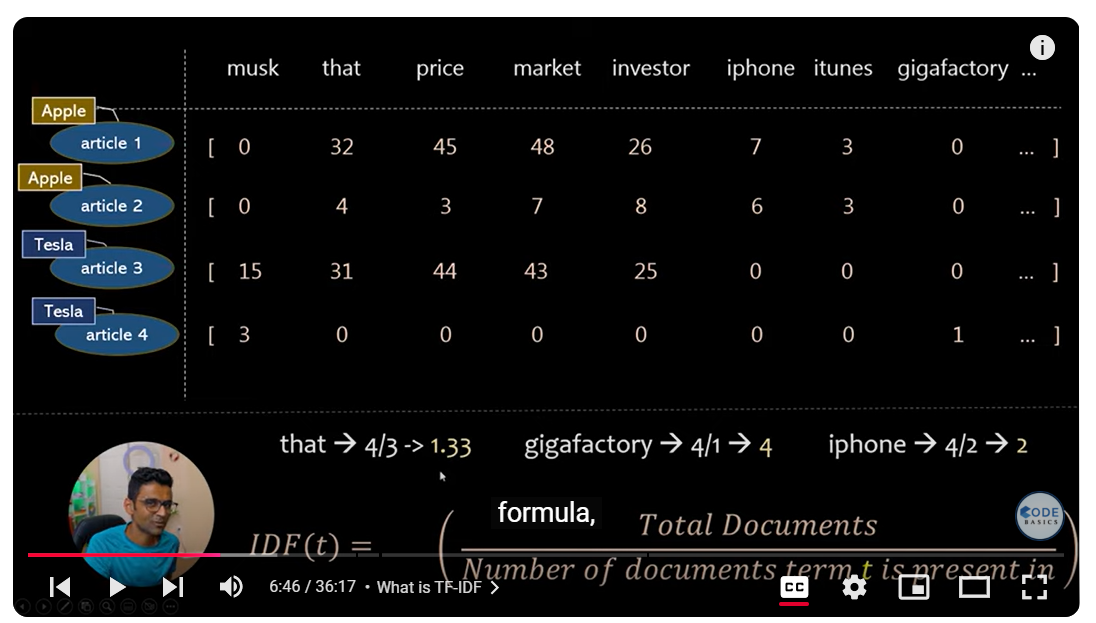 i
musk that price market investor iphone itunes gigafactory ...
Apple
article 1 [ 0 32 45 48 26 7 3 0 ... ]
Apple
article 2 [ 0 4 3 7 8 6 3 0 ... ]
Tesla
article 3 [ 15 31 44 43 25 0 0 0 ... ]
Tesla
article 4 [ 3 0 0 0 0 0 0 1 ... ]
that → 4/3 -> 1.33 gigafactory → 4/1 → 4 iphone → 4/2 → 2
formula,
CODE
BASICS
Total Documents
IDF(t) = ( )
Number of documents term t is present in
6:46 / 36:17 • What is TF-IDF
CC